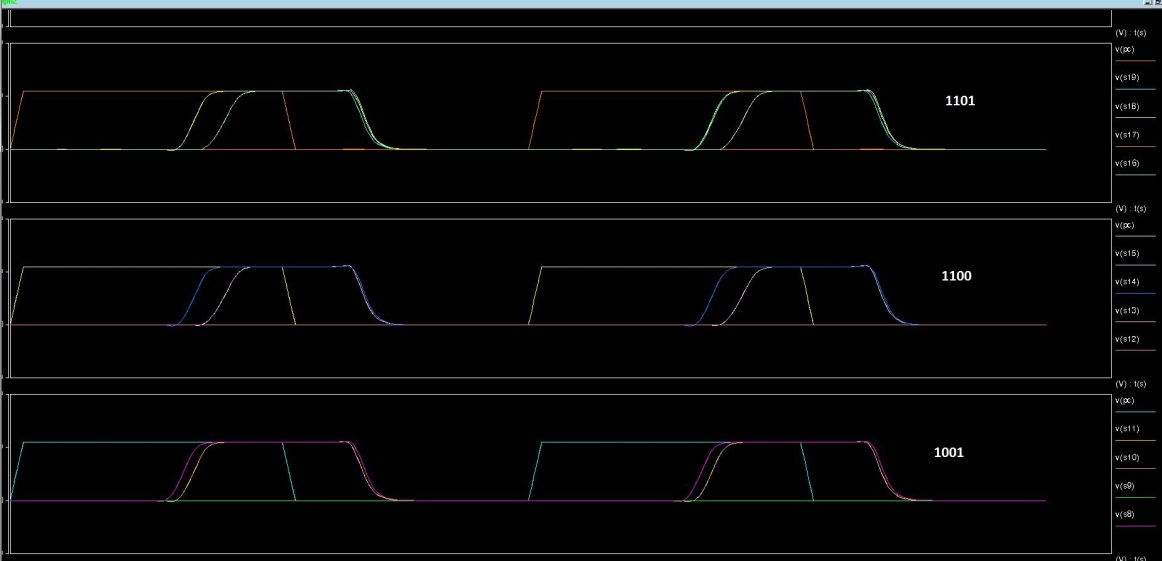 (V) : t(s)
v(pc)
v(s19)
v(s18)
v(s17)
v(s16)
1101
(V) : t(s)
v(pc)
v(s15)
v(s14)
v(s13)
v(s12)
1100
(V) : t(s)
v(pc)
v(s11)
v(s10)
v(s9)
v(s8)
1001
(V) : t(s)